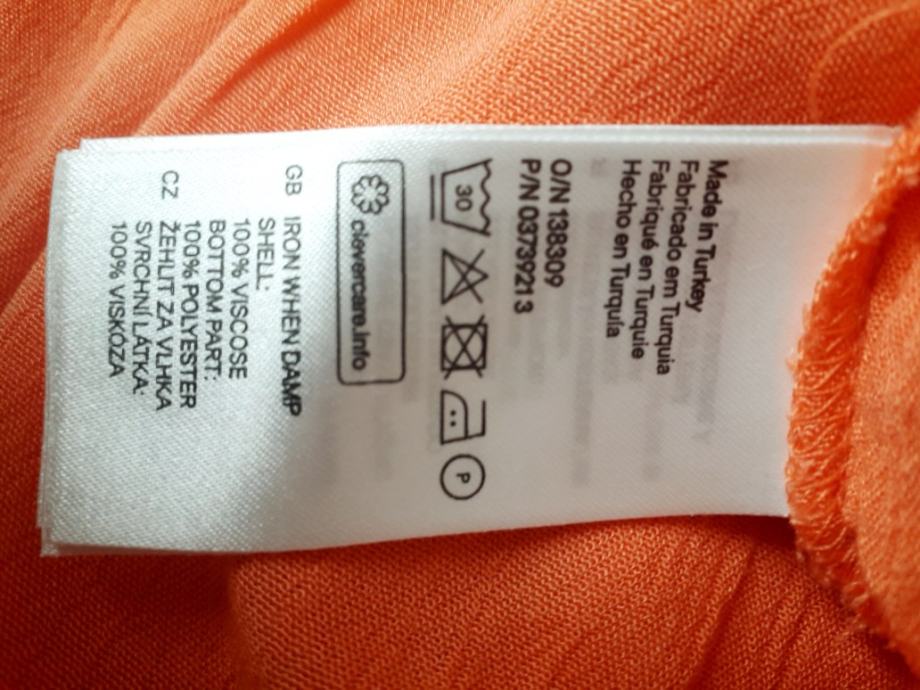 Made in Turkey
Fabricado em Turquia
Fabriqué en Turquie
Hecho en Turquía
O/N 138309
P/N 03739213
30
P
clevercare.info
GB IRON WHEN DAMP
SHELL:
100% VISCOSE
BOTTOM PART:
100% POLYESTER
CZ ŽEHLIT ZA VLHKA
SVRCHNÍ LÁTKA:
100% VISKÓZA